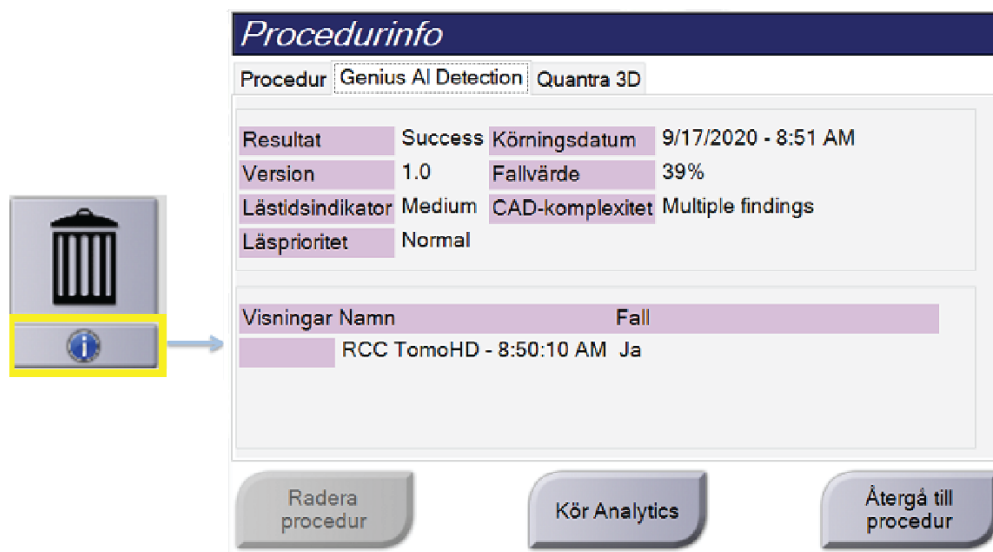 Procedurinfo
Procedur Genius AI Detection Quantra 3D
Resultat Success Körningsdatum 9/17/2020 - 8:51 AM
Version 1.0 Fallvärde 39%
Lästidsindikator Medium CAD-komplexitet Multiple findings
Läsprioritet Normal
Visningar Namn Fall
RCC TomoHD - 8:50:10 AM Ja
Radera procedur Kör Analytics Återgå till procedur